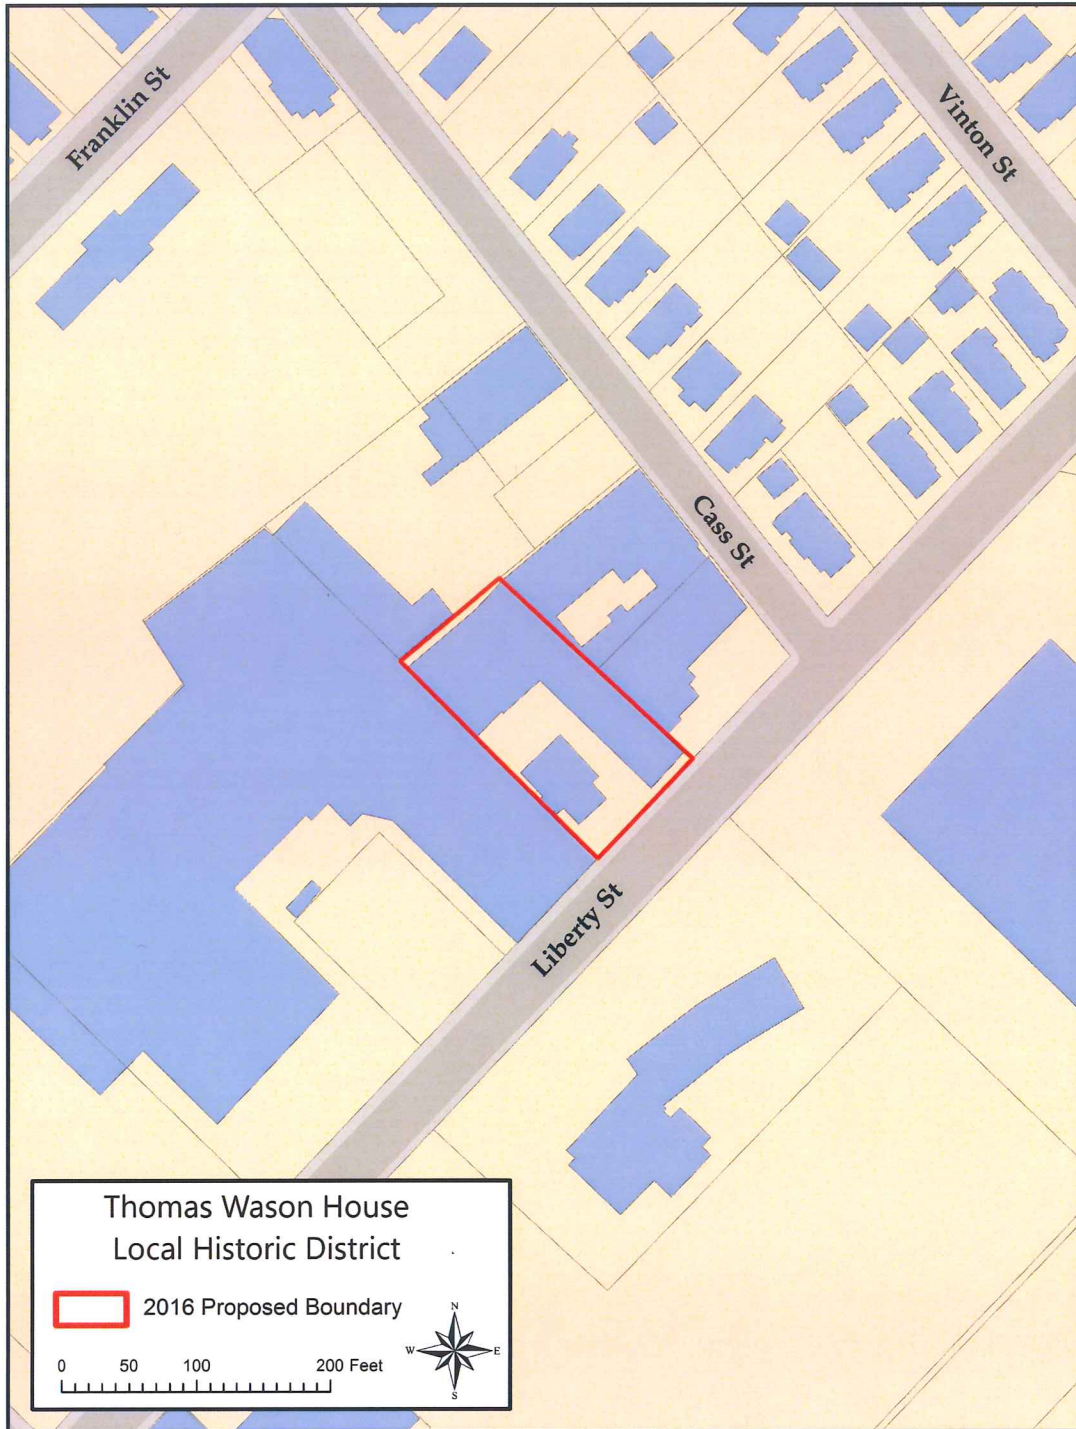 Franklin St
Vinton St
Cass St
Liberty St
Thomas Wason House
Local Historic District
2016 Proposed Boundary
N
W E
S
0 50 100 200 Feet